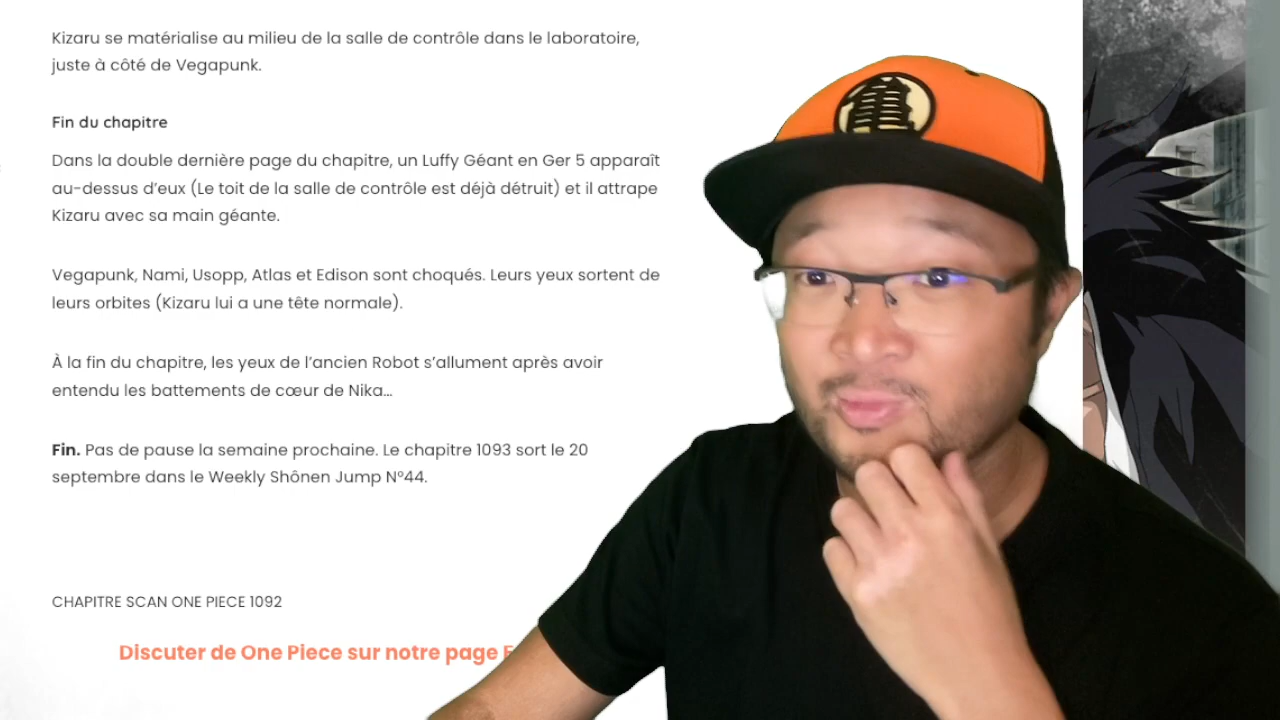 Kizaru se matérialise au milieu de la salle de contrôle dans le laboratoire,
juste à côté de Vegapunk.
Fin du chapitre
Dans la double dernière page du chapitre, un Luffy Géant en Ger 5 apparaît
au-dessus d’eux (Le toit de la salle de contrôle est déjà détruit) et il attrape
Kizaru avec sa main géante.
Vegapunk, Nami, Usopp, Atlas et Edison sont choqués. Leurs yeux sortent de
leurs orbites (Kizaru lui a une tête normale).
À la fin du chapitre, les yeux de l’ancien Robot s’allument après avoir
entendu les battements de cœur de Nika…
Fin. Pas de pause la semaine prochaine. Le chapitre 1093 sort le 20
septembre dans le Weekly Shônen Jump N°44.
CHAPITRE SCAN ONE PIECE 1092
Discuter de One Piece sur notre page
亀